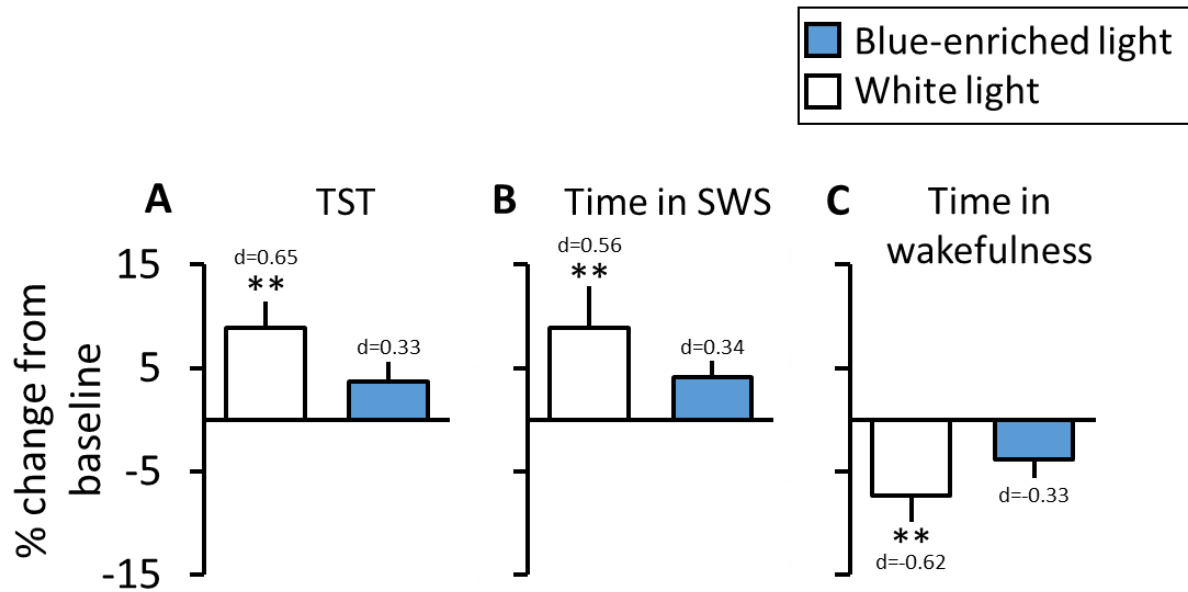 Blue-enriched light
White light
A
TST
B
Time in SWS
C
Time in
wakefulness
% change from
baseline
15
5
-5
-15
d=0.65
**
d=0.33
d=0.56
**
d=0.34
**
d=-0.62
d=-0.33